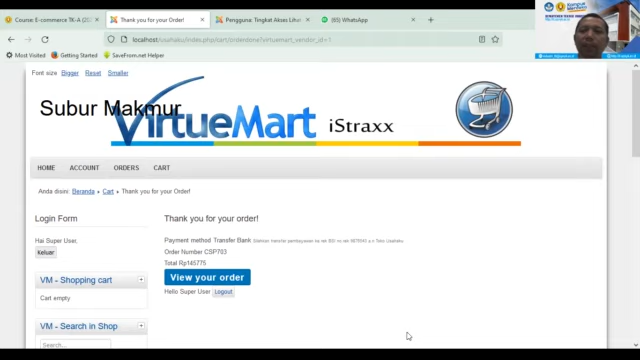 Course: E-commerce TK-A (20
Thank you for your Order!
Pengguna: Tingkat Akses Lihat
(65) WhatsApp
localhost/usahaku/index.php/cart/orderdone?virtuemart_vendor_id=1
Most Visited
Getting Started
SaveFrom.net Helper
Font size Bigger Reset Smaller
Subur Makmur
VirtueMart iStraxx
HOME ACCOUNT ORDERS CART
Anda disini: Beranda Cart Thank you for your Order!
Login Form
Hai Super User,
Keluar
VM - Shopping cart
Cart empty
VM - Search in Shop
Search...
Thank you for your order!
Payment method Transfer Bank
Order Number CSP703
Total Rp145775
View your order
Hello Super User Logout